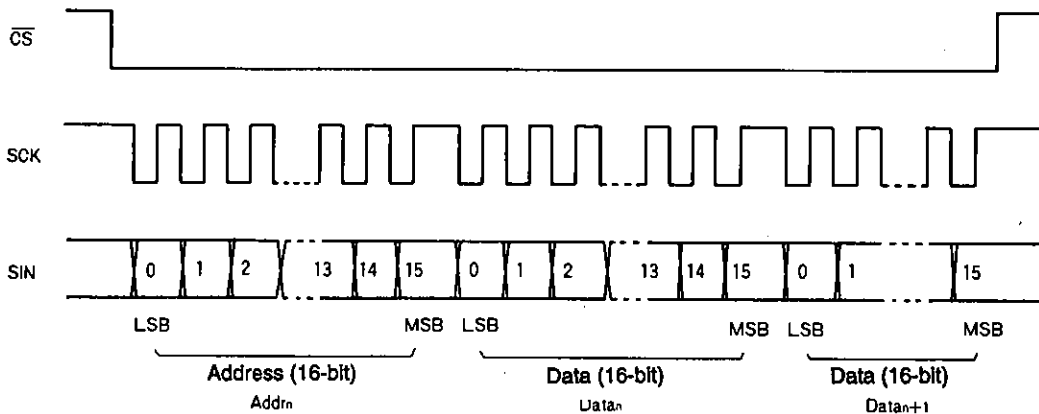 CS
SCK
SIN
0 1 2 13 14 15 0 1 2 13 14 15 0 1 15
LSB MSB LSB MSB LSB MSB
Address (16-bit) Data (16-bit) Data (16-bit)
Addrn Datan Datan+1